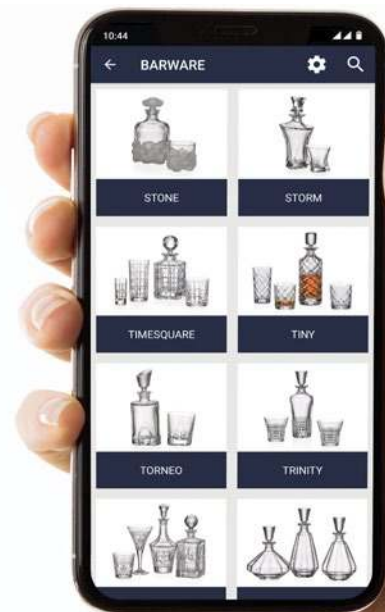 10:44
BARWARE
STONE
STORM
TIMESQUARE
TINY
TORNEO
TRINITY